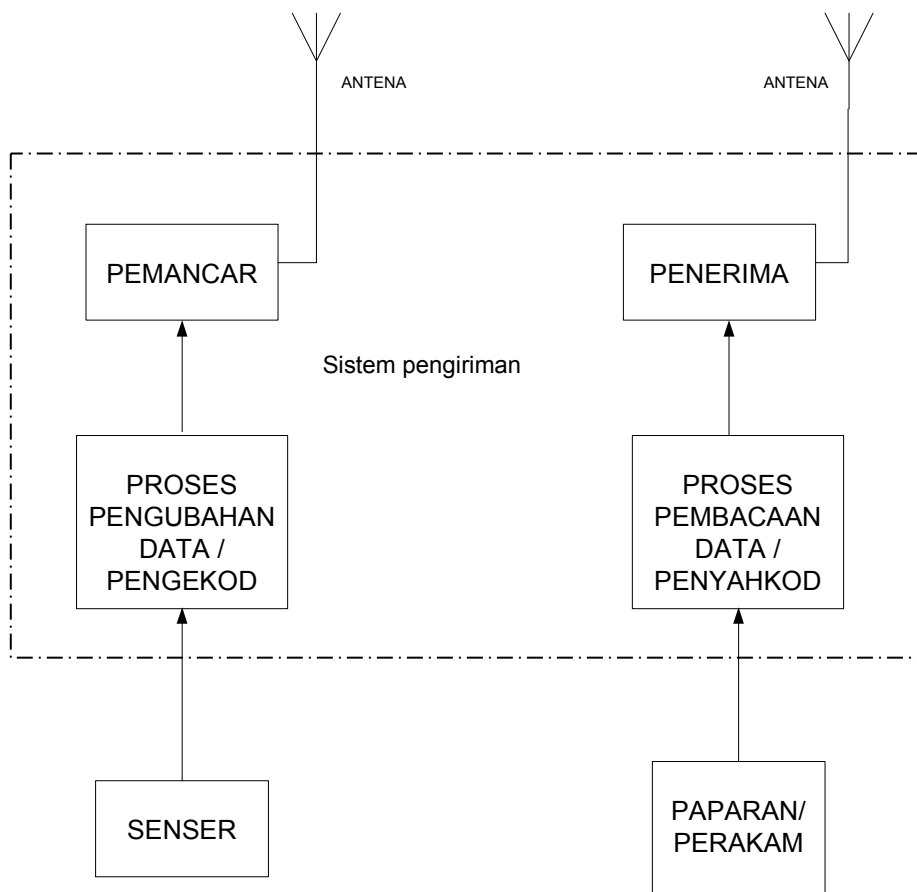 ANTENA
ANTENA
PEMANCAR
PENERIMA
Sistem pengiriman
PROSES
PENGUBAHAN
DATA /
PENGEKOD
PROSES
PEMBACAAN
DATA /
PENYAHKOD
SENSER
PAPARAN/
PERAKAM